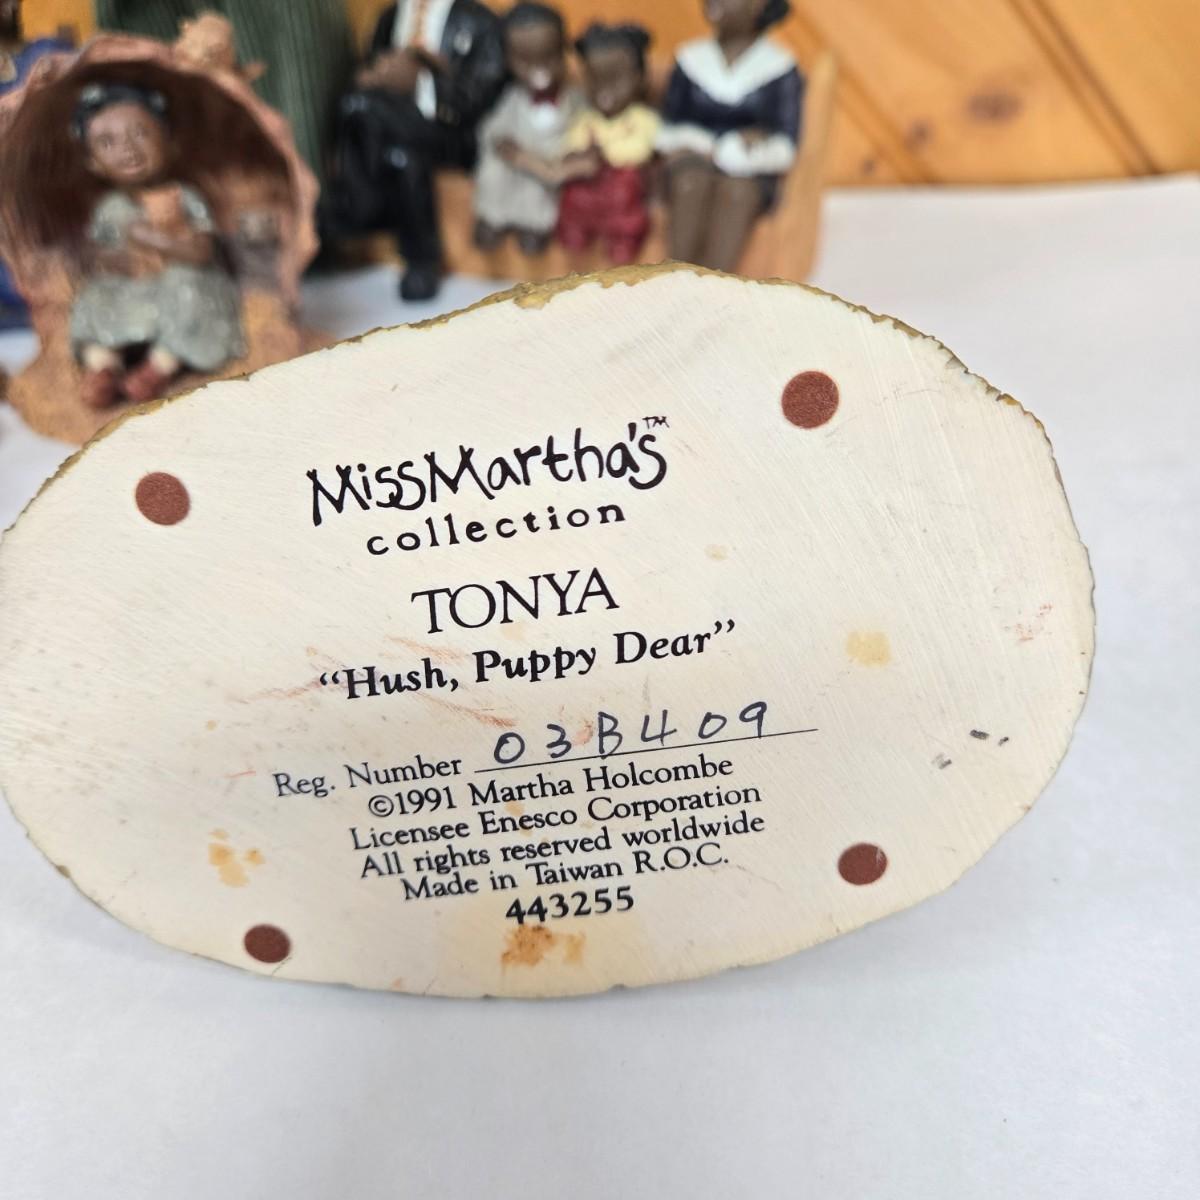 MissMartha's™
collection
TONYA
“Hush, Puppy Dear”
Reg. Number 03B409
©1991 Martha Holcombe
Licensee Enesco Corporation
All rights reserved worldwide
Made in Taiwan R.O.C.
443255